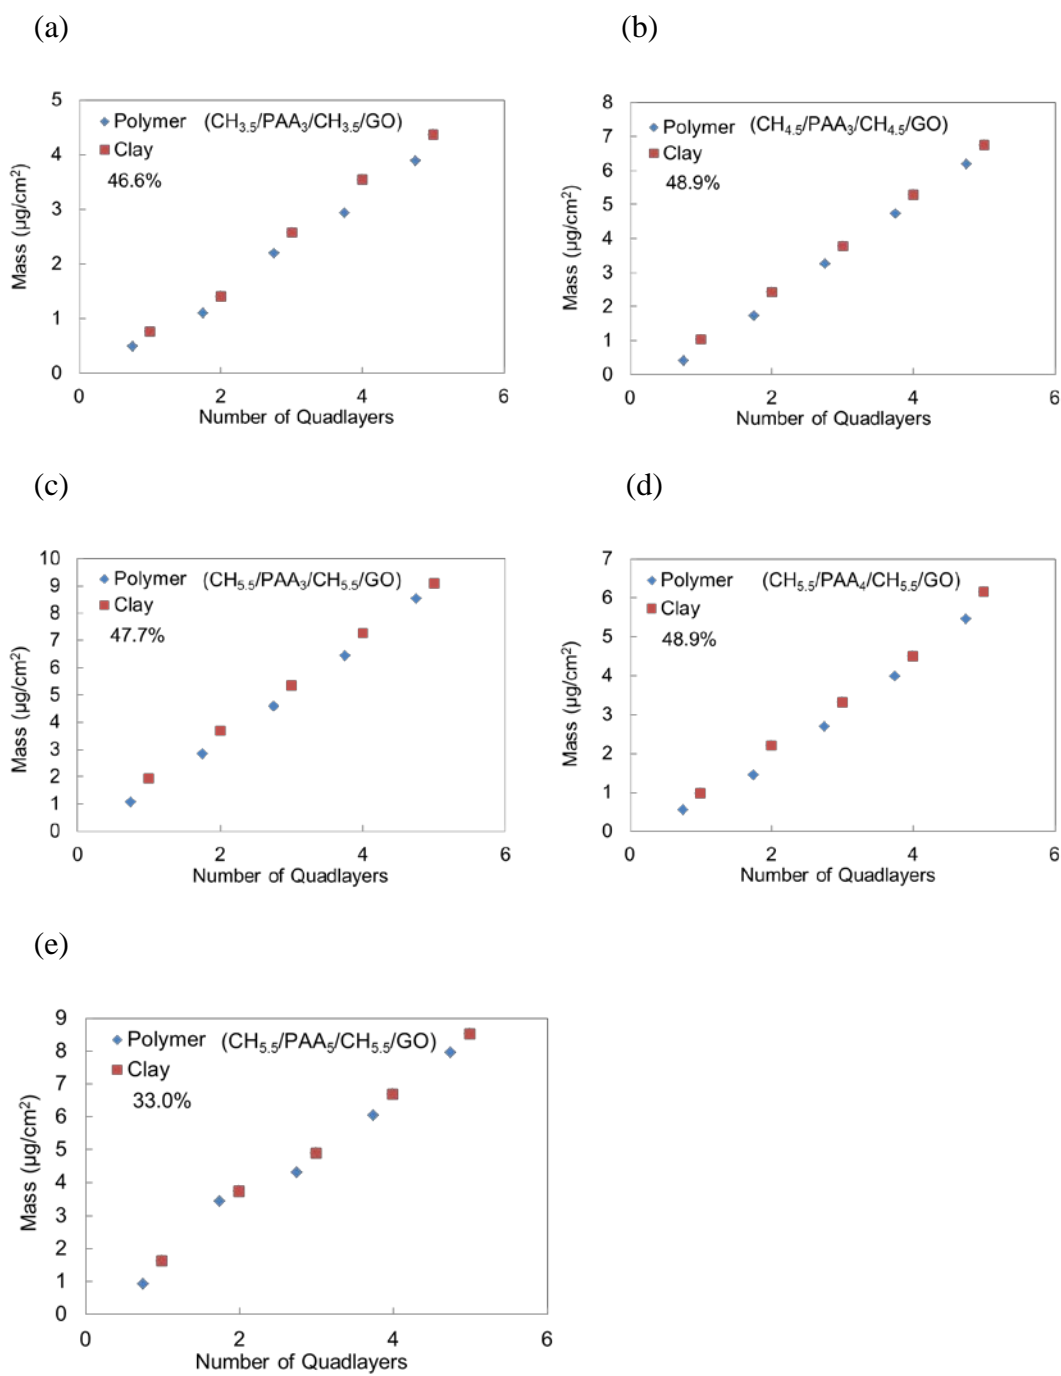 (a)
(b)
5
4
3
2
1
0
Mass (µg/cm²)
Polymer (CH₃.₅/PAA₃/CH₃.₅/GO)
Clay
46.6%
0 2 4 6
Number of Quadlayers
8
7
6
5
4
3
2
1
0
Mass (µg/cm²)
Polymer (CH₄.₅/PAA₃/CH₄.₅/GO)
Clay
48.9%
0 2 4 6
Number of Quadlayers
(c)
(d)
10
9
8
7
6
5
4
3
2
1
0
Mass (µg/cm²)
Polymer (CH₅.₅/PAA₃/CH₅.₅/GO)
Clay
47.7%
0 2 4 6
Number of Quadlayers
7
6
5
4
3
2
1
0
Mass (µg/cm²)
Polymer (CH₅.₅/PAA₄/CH₅.₅/GO)
Clay
48.9%
0 2 4 6
Number of Quadlayers
(e)
9
8
7
6
5
4
3
2
1
0
Mass (µg/cm²)
Polymer (CH₅.₅/PAA₅/CH₅.₅/GO)
Clay
33.0%
0 2 4 6
Number of Quadlayers